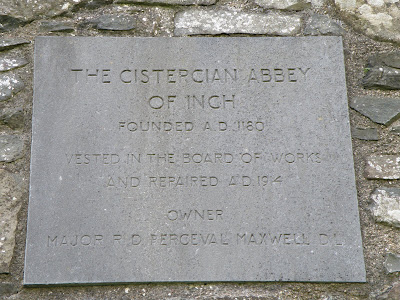 THE CISTERCIAN ABBEY
OF INCH
FOUNDED A.D. 1180
VESTED IN THE BOARD OF WORKS
AND REPAIRED A.D. 1914
OWNER
MAJOR R. D. PERCEVAL MAXWELL D.L.